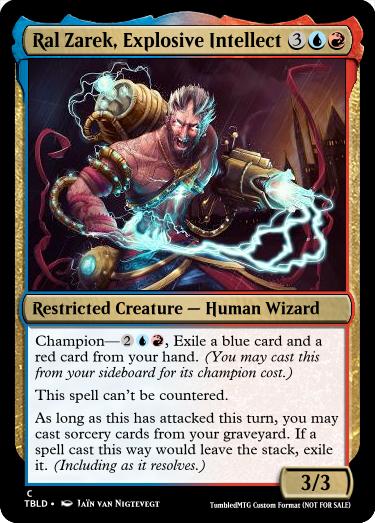 Ral Zarek, Explosive Intellect 3
Restricted Creature — Human Wizard
Champion—2, Exile a blue card and a
red card from your hand. (You may cast this
from your sideboard for its champion cost.)
This spell can't be countered.
As long as this has attacked this turn, you may
cast sorcery cards from your graveyard. If a
spell cast this way would leave the stack, exile
it. (Including as it resolves.)
3/3
C
TBLD • Jaïn van Nigtevegt
TumbledMTG Custom Format (NOT FOR SALE)